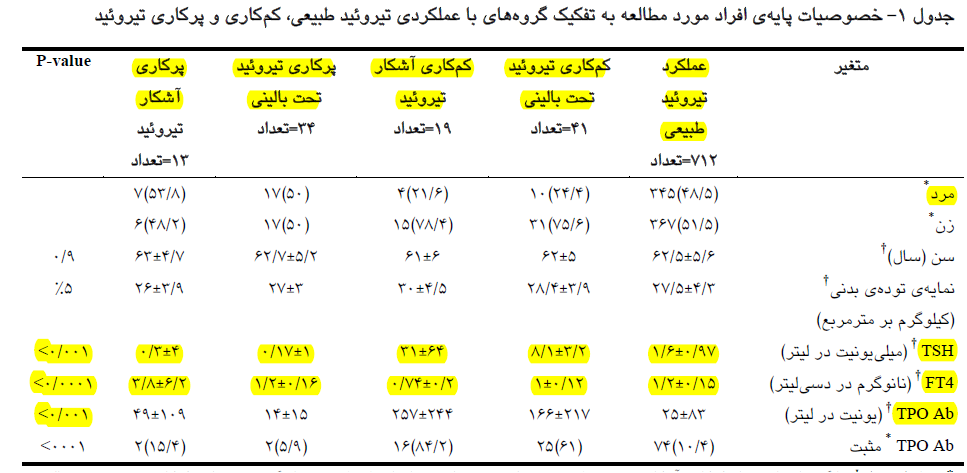 جدول ۱- خصوصیات پایه‌ی افراد مورد مطالعه به تفکیک گروه‌های با عملکردی تیروئید طبیعی، کم‌کاری و پرکاری تیروئید
متغیر عملکرد تیروئید طبیعی ۷۱۲=تعداد کم‌کاری تیروئید تحت بالینی ۴۱=تعداد کم‌کاری آشکار تیروئید ۱۹=تعداد پرکاری تیروئید تحت بالینی ۳۴=تعداد پرکاری آشکار تیروئید ۱۳=تعداد P-value
مرد* ۳۴۵(۴۸/۵) ۱۰(۲۴/۴) ۴(۲۱/۶) ۱۷(۵۰) ۷(۵۳/۸)
زن* ۳۶۷(۵۱/۵) ۳۱(۷۵/۶) ۱۵(۷۸/۴) ۱۷(۵۰) ۶(۴۸/۲)
سن (سال)† ۶۲/۵±۵/۶ ۶۲±۵ ۶۱±۶ ۶۲/۷±۵/۲ ۶۳±۴/۷ ۰/۹
نمایه‌ی توده‌ی بدنی† ۲۷/۵±۴/۳ ۲۸/۴±۳/۹ ۳۰±۴/۵ ۲۷±۳ ۲۶±۳/۹ ٪۵
(کیلوگرم بر مترمربع)
TSH† (میلی‌یونیت در لیتر) ۱/۶±۰/۹۷ ۸/۱±۳/۲ ۳۱±۶۴ ۰/۱۷±۱ ۰/۳±۴ <۰/۰۰۱
FT4† (نانوگرم در دسی‌لیتر) ۱/۲±۰/۱۵ ۱±۰/۱۲ ۰/۷۴±۰/۲ ۱/۲±۰/۱۶ ۳/۸±۶/۲ <۰/۰۰۰۱
TPO Ab† (یونیت در لیتر) ۲۵±۸۳ ۱۶۶±۲۱۷ ۲۵۷±۲۴۴ ۱۴±۱۵ ۴۹±۱۰۹ <۰/۰۰۱
TPO Ab* مثبت ۷۴(۱۰/۴) ۲۵(۶۱) ۱۶(۸۴/۲) ۲(۵/۹) ۲(۱۵/۴) <۰۰۰۱